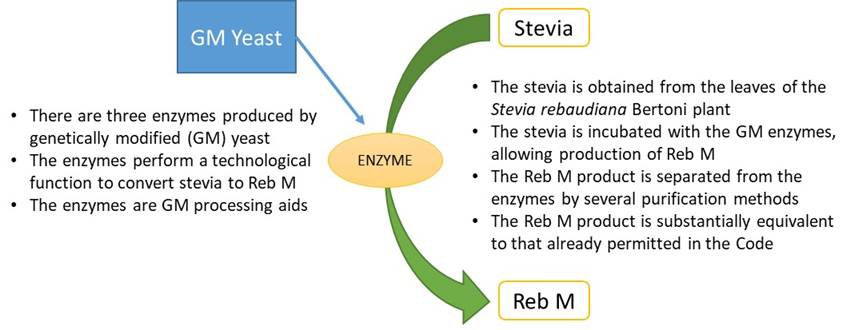 GM Yeast
Stevia
• There are three enzymes produced by
genetically modified (GM) yeast
• The enzymes perform a technological
function to convert stevia to Reb M
• The enzymes are GM processing aids
ENZYME
• The stevia is obtained from the leaves of the
Stevia rebaudiana Bertoni plant
• The stevia is incubated with the GM enzymes,
allowing production of Reb M
• The Reb M product is separated from the
enzymes by several purification methods
• The Reb M product is substantially equivalent
to that already permitted in the Code
Reb M